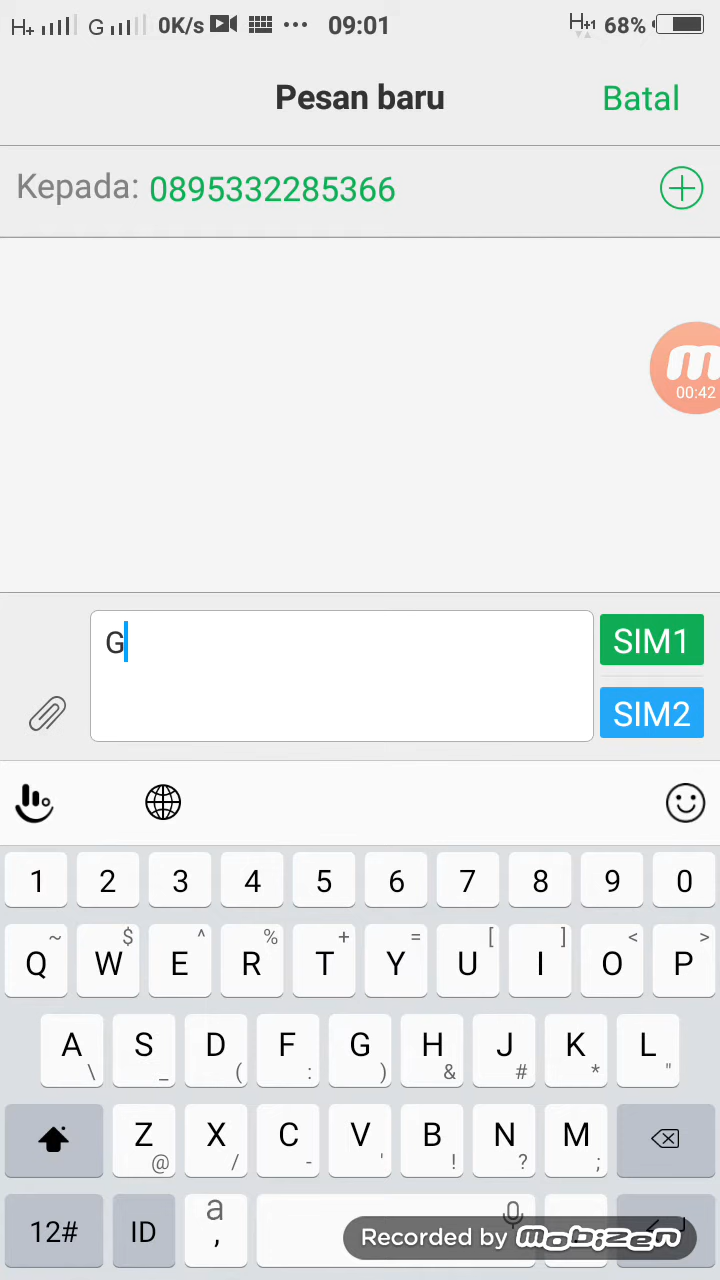 H+ G 0K/s 09:01 H+1 68%
Pesan baru Batal
Kepada: 0895332285366
00:42
G
SIM1
SIM2
1 2 3 4 5 6 7 8 9 0
~ $ ^ % + = [ ] < >
Q W E R T Y U I O P
A S D F G H J K L
\ _ ( : ) & # * "
Z X C V B N M
@ / - ' ! ? ;
12# ID a ,
Recorded by mobizen